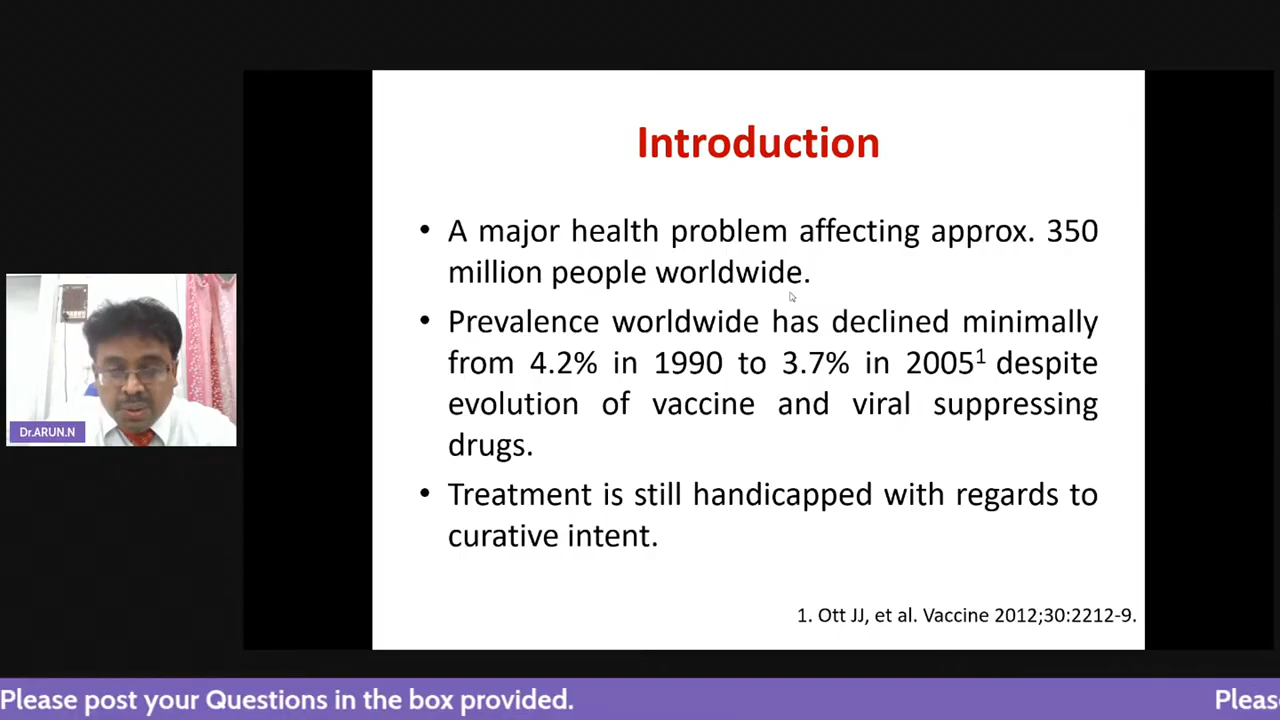 Introduction
• A major health problem affecting approx. 350
million people worldwide.
• Prevalence worldwide has declined minimally
from 4.2% in 1990 to 3.7% in 2005¹ despite
evolution of vaccine and viral suppressing
drugs.
• Treatment is still handicapped with regards to
curative intent.
1. Ott JJ, et al. Vaccine 2012;30:2212-9.
Dr.ARUN.N
Please post your Questions in the box provided. Pleas